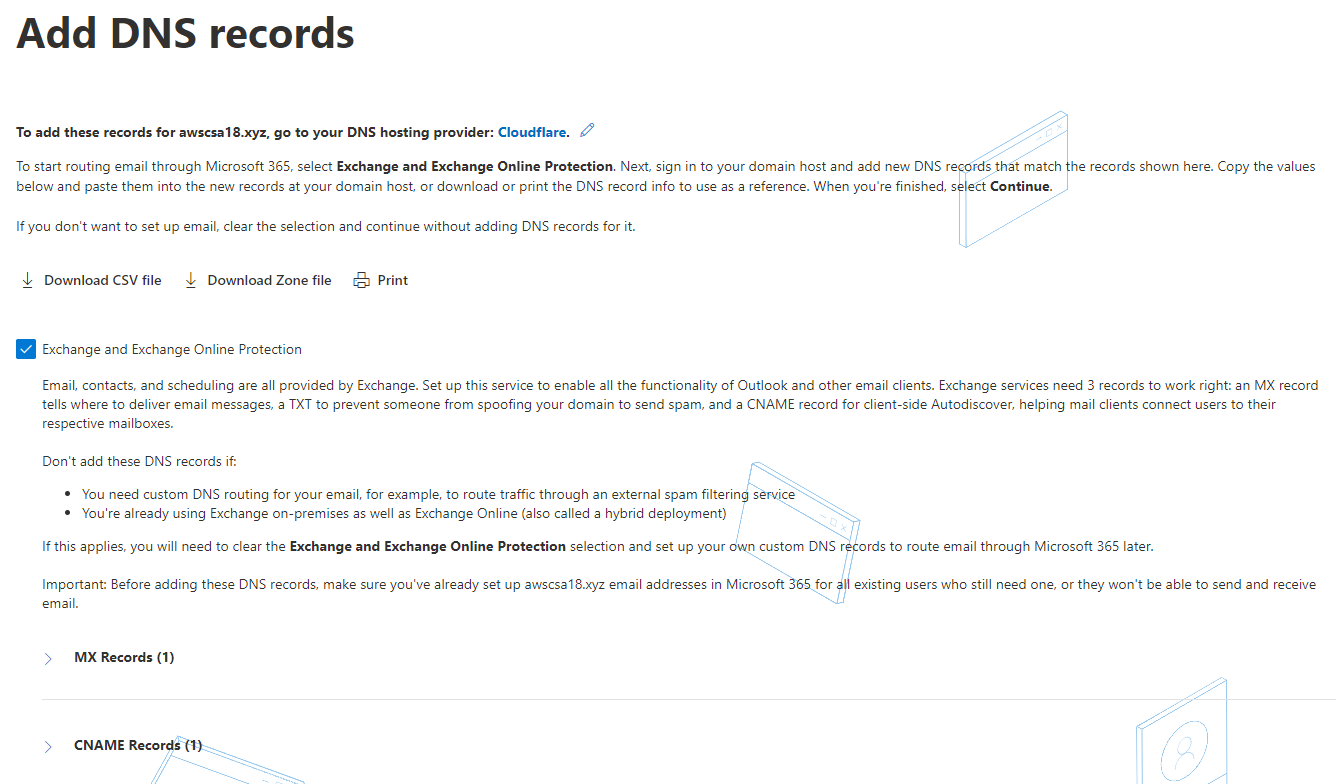 Add DNS records
To add these records for awscsa18.xyz, go to your DNS hosting provider: Cloudflare.
To start routing email through Microsoft 365, select Exchange and Exchange Online Protection. Next, sign in to your domain host and add new DNS records that match the records shown here. Copy the values
below and paste them into the new records at your domain host, or download or print the DNS record info to use as a reference. When you're finished, select Continue.
If you don't want to set up email, clear the selection and continue without adding DNS records for it.
Download CSV file Download Zone file Print
Exchange and Exchange Online Protection
Email, contacts, and scheduling are all provided by Exchange. Set up this service to enable all the functionality of Outlook and other email clients. Exchange services need 3 records to work right: an MX record
tells where to deliver email messages, a TXT to prevent someone from spoofing your domain to send spam, and a CNAME record for client-side Autodiscover, helping mail clients connect users to their
respective mailboxes.
Don't add these DNS records if:
• You need custom DNS routing for your email, for example, to route traffic through an external spam filtering service
• You're already using Exchange on-premises as well as Exchange Online (also called a hybrid deployment)
If this applies, you will need to clear the Exchange and Exchange Online Protection selection and set up your own custom DNS records to route email through Microsoft 365 later.
Important: Before adding these DNS records, make sure you've already set up awscsa18.xyz email addresses in Microsoft 365 for all existing users who still need one, or they won't be able to send and receive
email.
MX Records (1)
CNAME Records (1)